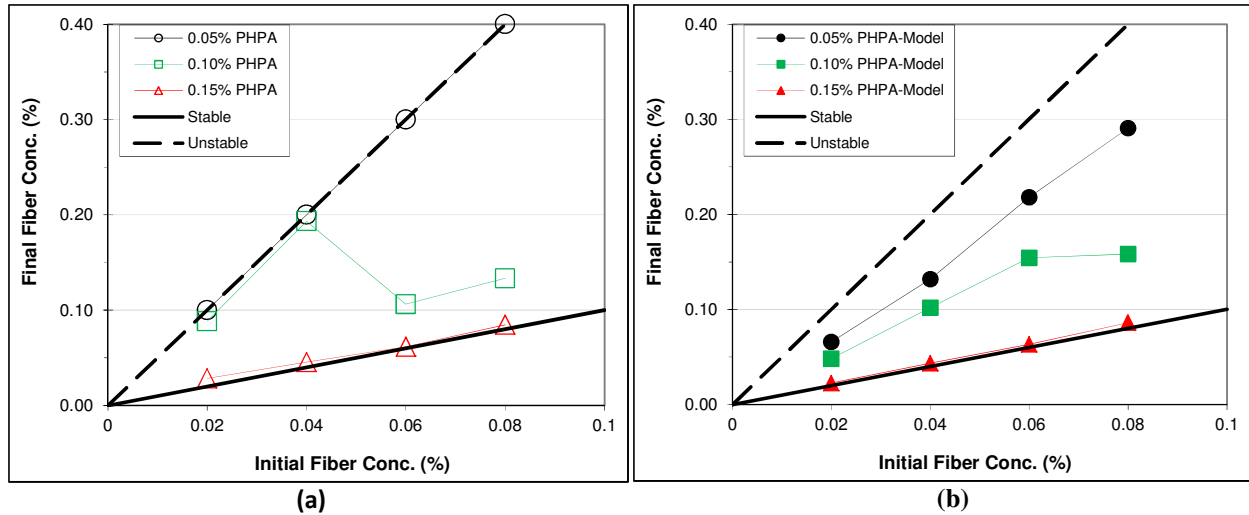 0.40
0.30
0.20
0.10
0.00
Final Fiber Conc. (%)
0.05% PHPA
0.10% PHPA
0.15% PHPA
Stable
Unstable
0 0.02 0.04 0.06 0.08 0.1
Initial Fiber Conc. (%)
(a)
0.40
0.30
0.20
0.10
0.00
Final Fiber Conc. (%)
0.05% PHPA-Model
0.10% PHPA-Model
0.15% PHPA-Model
Stable
Unstable
0 0.02 0.04 0.06 0.08 0.1
Initial Fiber Conc. (%)
(b)